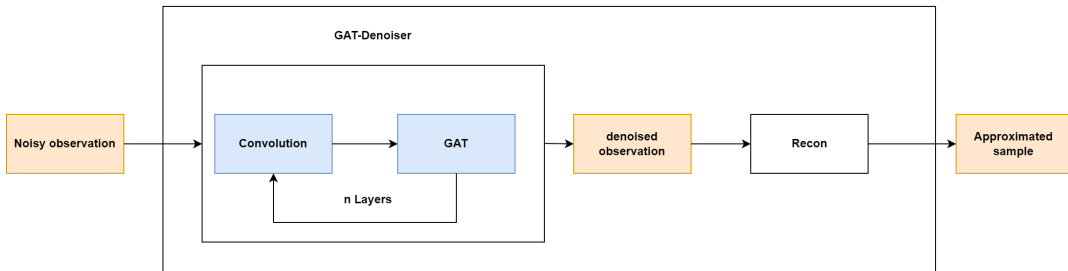 GAT-Denoiser
Noisy observation
Convolution
GAT
n Layers
denoised
observation
Recon
Approximated
sample